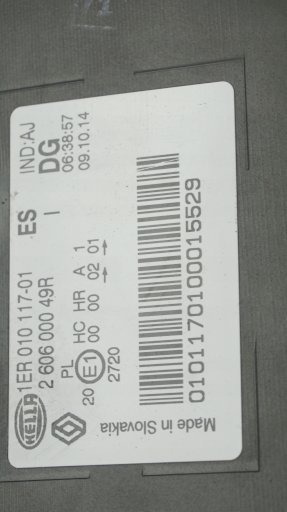 HELLA
1ER 010 117-01 ES IND:AJ
2 606 000 49R I DG
06:38:57
09.10.14
PL HC HR A 1
20 E1 00 00 02 01
2720
01011701000015529
Made in Slovakia